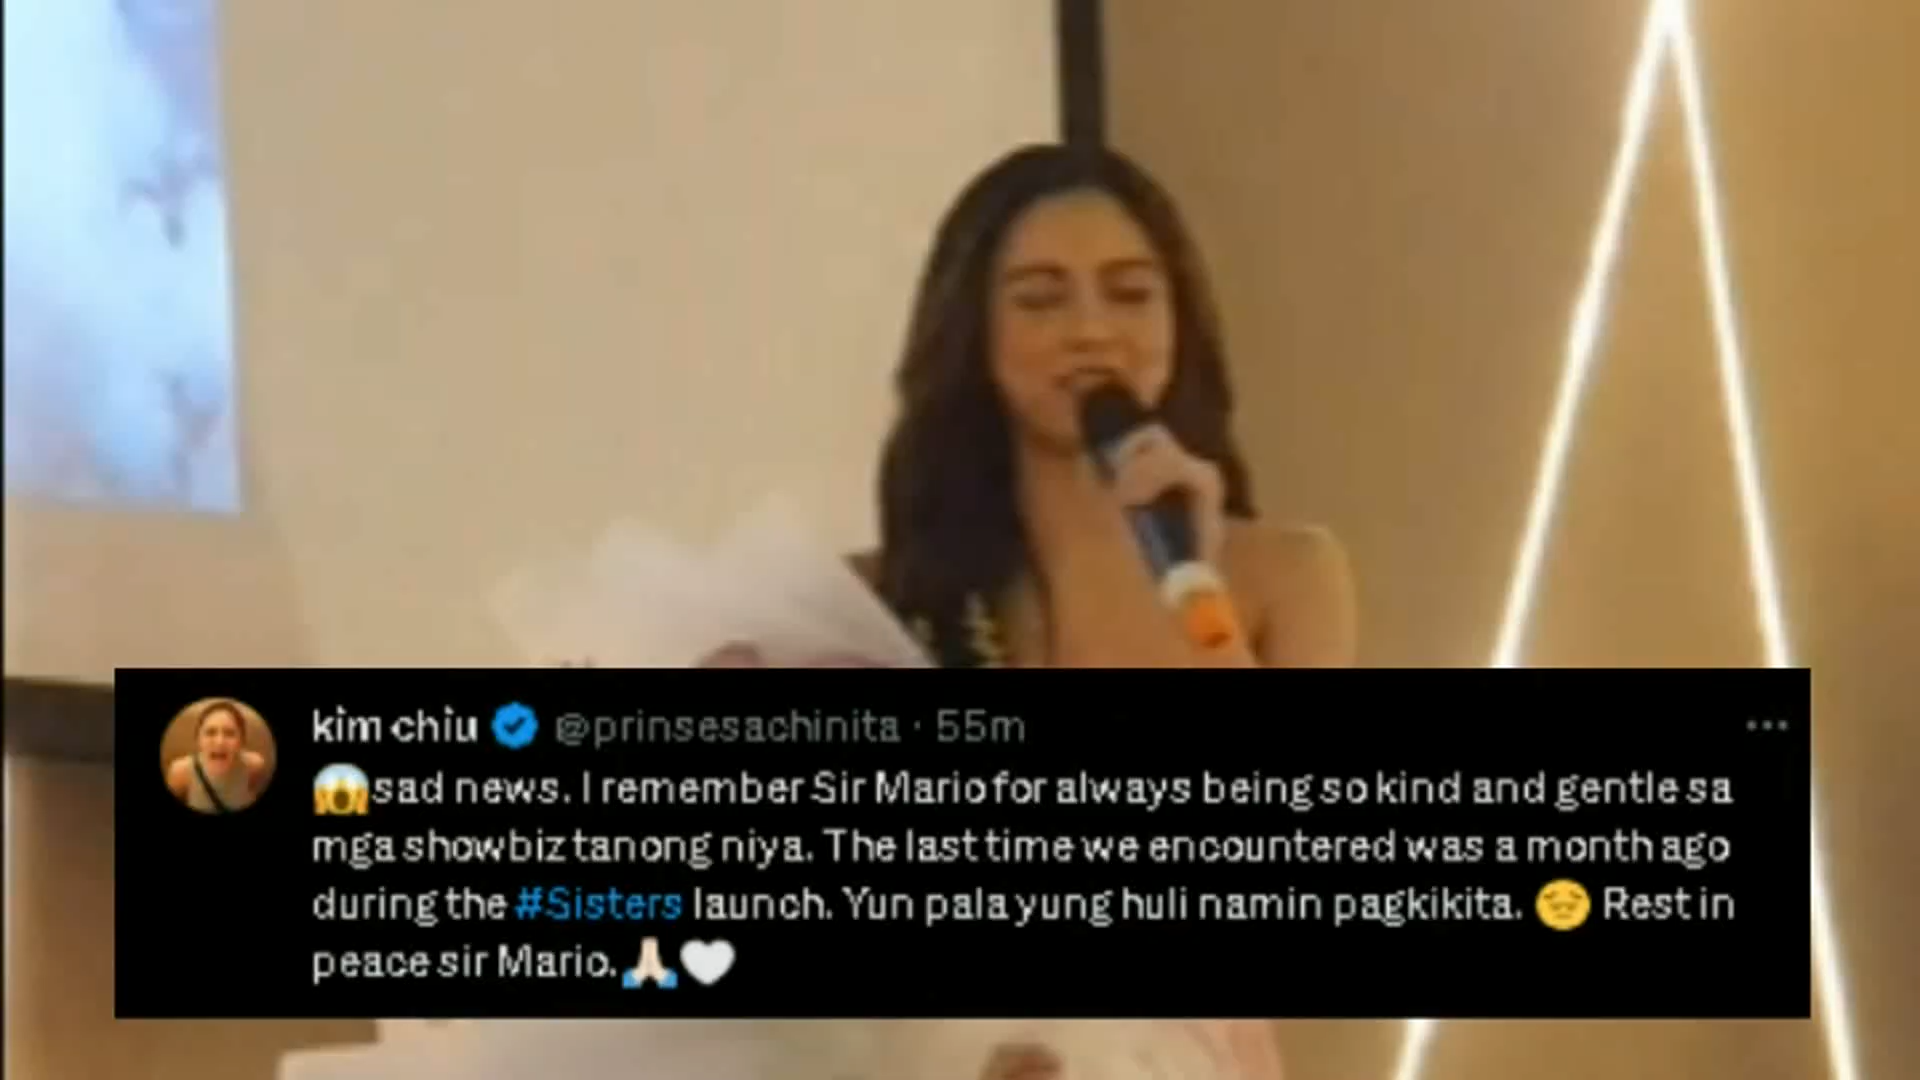 kim chiu @prinsesachinita · 55m
😱sad news. I remember Sir Mario for always being so kind and gentle sa
mga showbiz tanong niya. The last time we encountered was a month ago
during the #Sisters launch. Yun pala yung huli namin pagkikita. 😔 Rest in
peace sir Mario.🙏🏻🤍